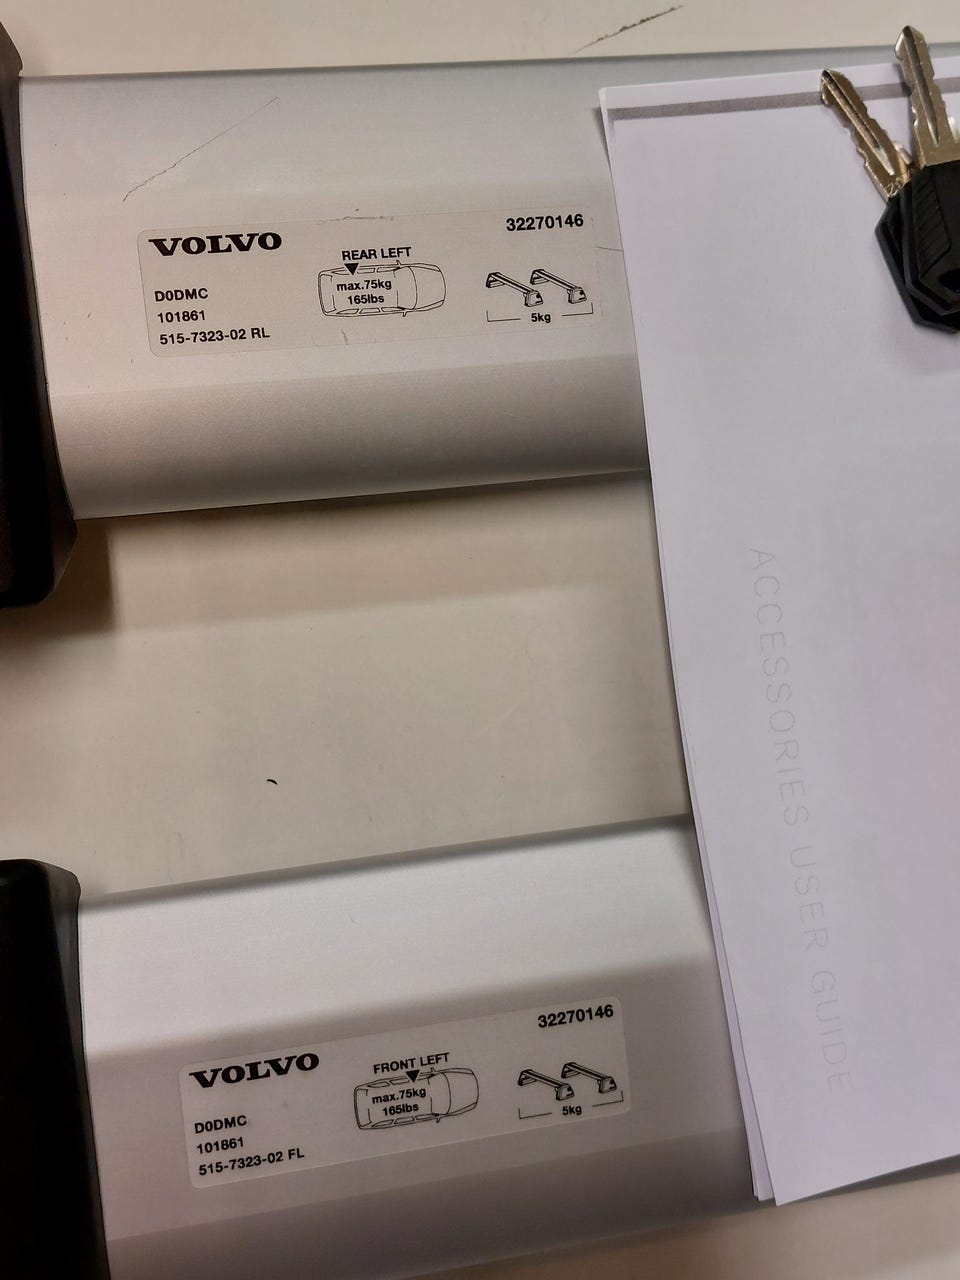 VOLVO
D0DMC
101861
515-7323-02 RL
REAR LEFT
max.75kg
165lbs
32270146
5kg
ACCESSORIES USER GUIDE
VOLVO
D0DMC
101861
515-7323-02 FL
FRONT LEFT
max.75kg
165lbs
32270146
5kg